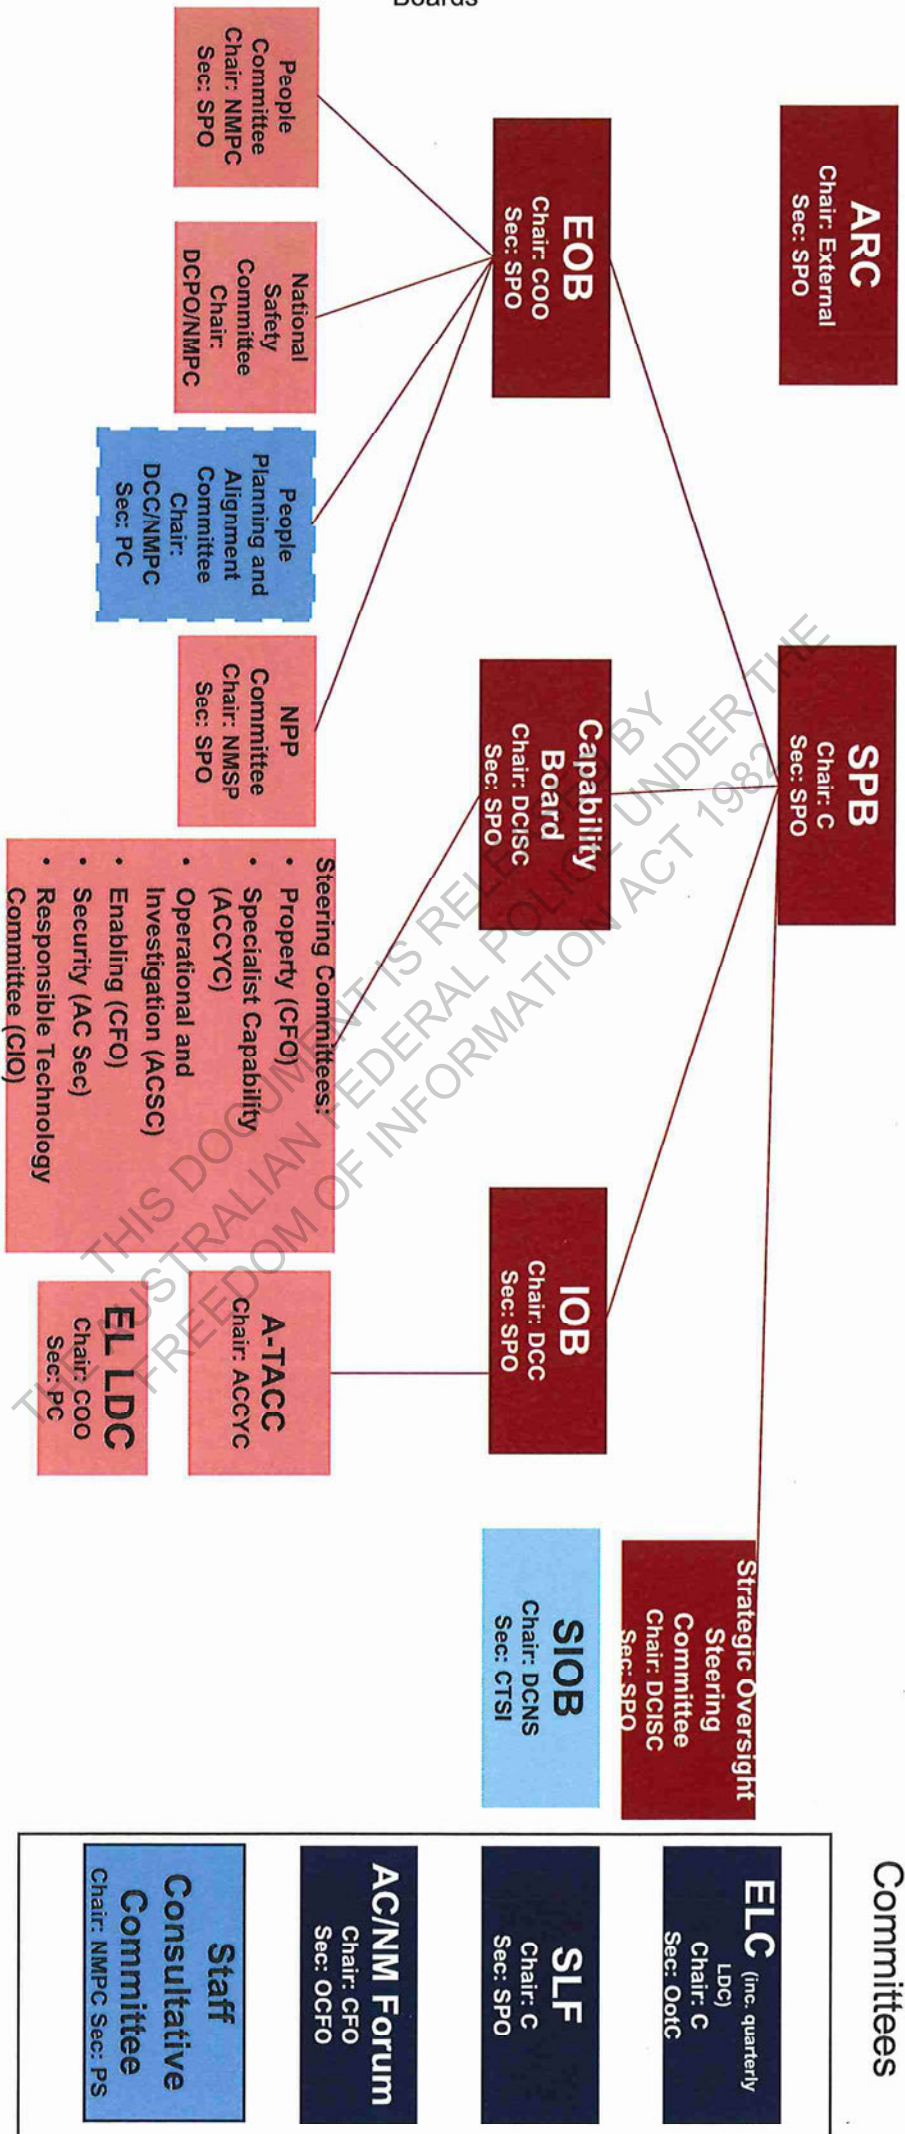 Boards
Committees
ARC
Chair: External
Sec: SPO
SPB
Chair: C
Sec: SPO
EOB
Chair: COO
Sec: SPO
Capability
Board
Chair: DCISC
Sec: SPO
IOB
Chair: DCC
Sec: SPO
Strategic Oversight
Steering
Committee
Chair: DCISC
Sec: SPO
SIOB
Chair: DCNS
Sec: CTSI
People
Committee
Chair: NMPC
Sec: SPO
National
Safety
Committee
Chair:
DCPO/NMPC
People
Planning and
Alignment
Committee
Chair:
DCC/NMPC
Sec: PC
NPP
Committee
Chair: NMSP
Sec: SPO
Steering Committees:
• Property (CFO)
• Specialist Capability
(ACCYC)
• Operational and
Investigation (ACSC)
• Enabling (CFO)
• Security (AC Sec)
• Responsible Technology
Committee (CIO)
A-TACC
Chair: ACCYC
EL LDC
Chair: COO
Sec: PC
ELC (inc. quarterly
LDC)
Chair: C
Sec: OotC
SLF
Chair: C
Sec: SPO
AC/NM Forum
Chair: CFO
Sec: OCFO
Staff
Consultative
Committee
Chair: NMPC Sec: PS
THIS DOCUMENT IS RELEASED BY
THE AUSTRALIAN FEDERAL POLICE UNDER THE
FREEDOM OF INFORMATION ACT 1982